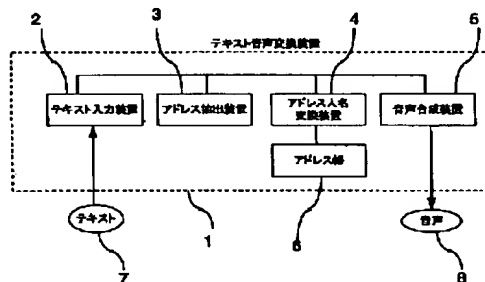 テキスト音声変換装置
2
3
4
5
テキスト入力装置
アドレス抽出装置
アドレス人名
変換装置
音声合成装置
アドレス帳
テキスト
音声
7
1
6
8